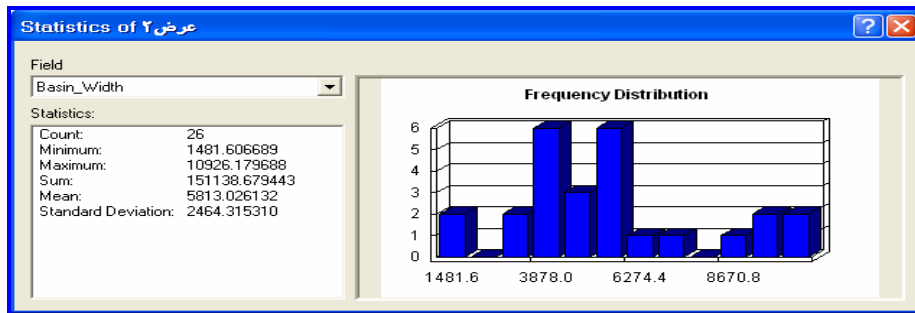 Statistics of عرض٢
Field
Basin_Width
Statistics:
Count: 26
Minimum: 1481.606689
Maximum: 10926.179688
Sum: 151138.679443
Mean: 5813.026132
Standard Deviation: 2464.315310
Frequency Distribution
6
5
4
3
2
1
0
1481.6 3878.0 6274.4 8670.8